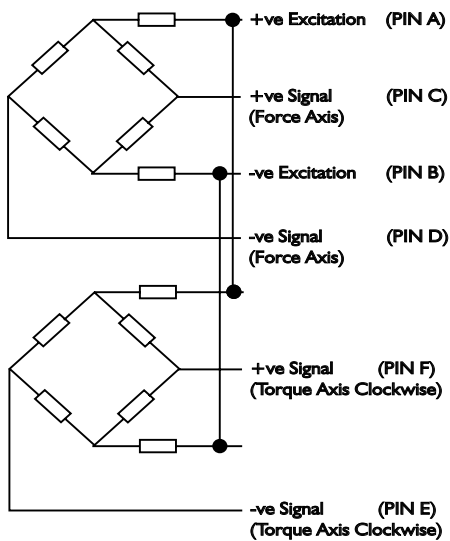 +ve Excitation (PIN A)
+ve Signal (PIN C)
(Force Axis)
-ve Excitation (PIN B)
-ve Signal (PIN D)
(Force Axis)
+ve Signal (PIN F)
(Torque Axis Clockwise)
-ve Signal (PIN E)
(Torque Axis Clockwise)